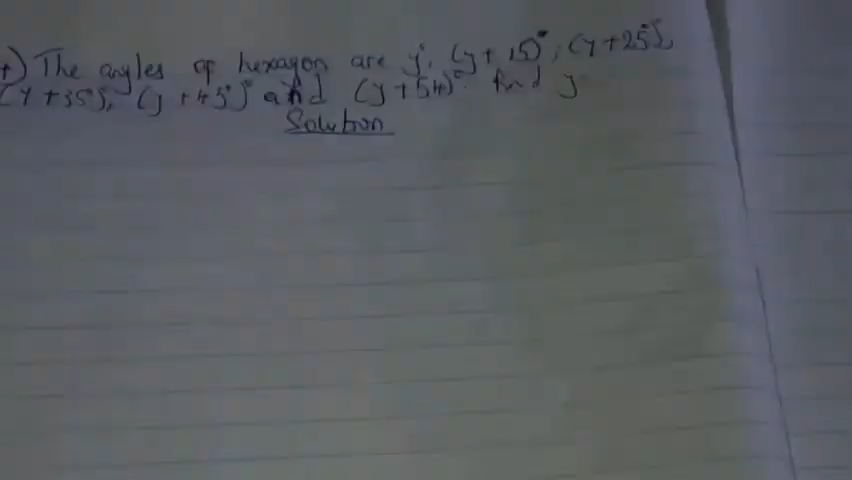 The angles of hexagon are y°, (y + 15)°, (y + 25°),
(y + 35°), (y + 45°)° and (y + 54)°. find y
Solution